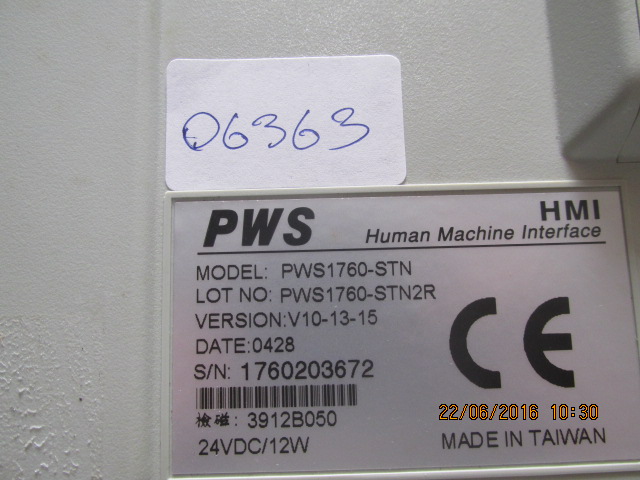 06363
PWS
HMI
Human Machine Interface
MODEL: PWS1760-STN
LOT NO: PWS1760-STN2R
VERSION:V10-13-15
DATE:0428
S/N: 1760203672
檢磁: 3912B050
24VDC/12W
CE
22/06/2016 10:30
MADE IN TAIWAN